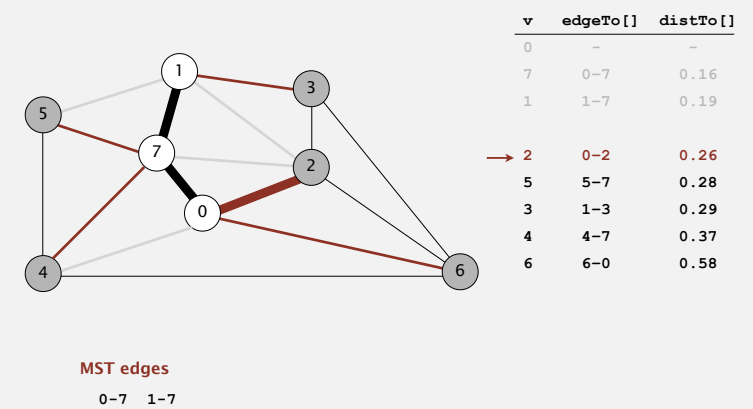 v edgeTo[] distTo[]
0 – –
7 0–7 0.16
1 1–7 0.19
2 0–2 0.26
5 5–7 0.28
3 1–3 0.29
4 4–7 0.37
6 6–0 0.58
1
3
5
7
2
0
4
6
MST edges
0-7 1-7